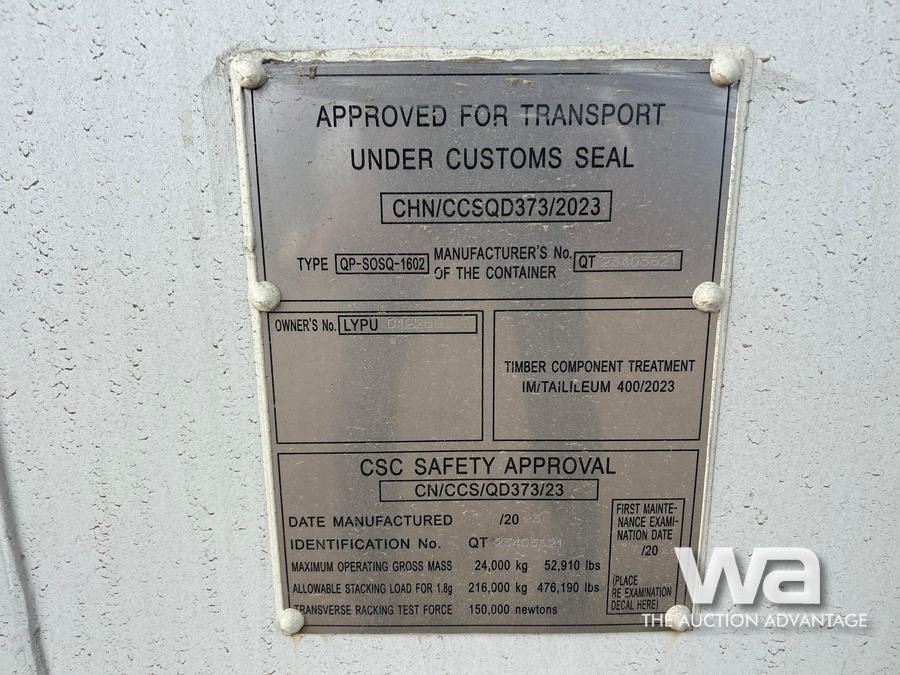 APPROVED FOR TRANSPORT
UNDER CUSTOMS SEAL
CHN/CCSQD373/2023
TYPE QP-SOSQ-1602 MANUFACTURER'S No. OF THE CONTAINER QT 23403621
OWNER'S No. LYPU
TIMBER COMPONENT TREATMENT
IM/TAILILEUM 400/2023
CSC SAFETY APPROVAL
CN/CCS/QD373/23
DATE MANUFACTURED /20 23
IDENTIFICATION No. QT 23403621
MAXIMUM OPERATING GROSS MASS 24,000 kg 52,910 lbs
ALLOWABLE STACKING LOAD FOR 1.8g 216,000 kg 476,190 lbs
TRANSVERSE RACKING TEST FORCE 150,000 newtons
FIRST MAINTE-
NANCE EXAMI-
NATION DATE
/20
(PLACE
RE EXAMINATION
DECAL HERE)
wa
THE AUCTION ADVANTAGE